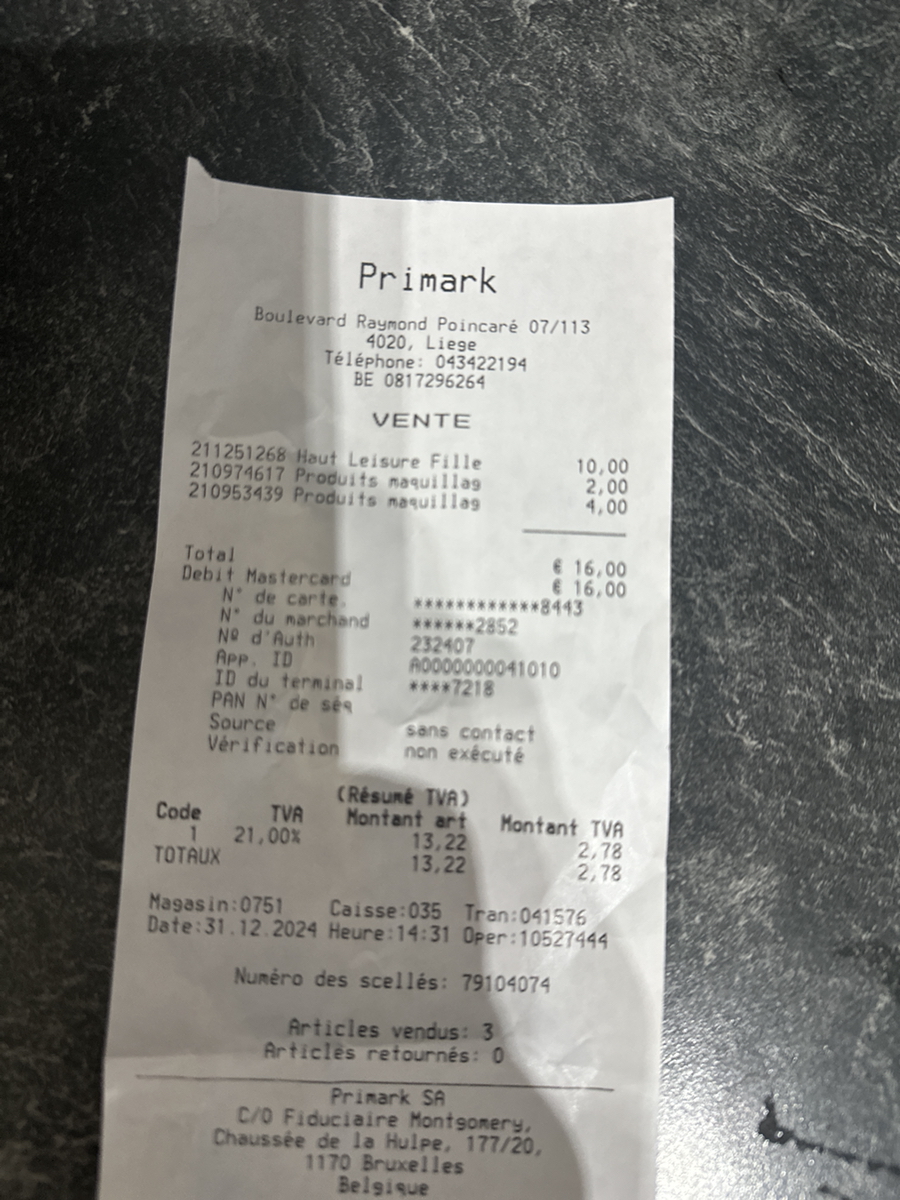 Primark
Boulevard Raymond Poincaré 07/113
4020, Liege
Téléphone: 043422194
BE 0817296264
VENTE
211251268 Haut Leisure Fille 10,00
210974617 Produits maquillag 2,00
210953439 Produits maquillag 4,00
Total € 16,00
Debit Mastercard € 16,00
N° de carte. ************8443
N° du marchand ******2852
Nº d'Auth 232407
App. ID A0000000041010
ID du terminal ****7218
PAN N° de séq
Source sans contact
Vérification non exécuté
(Résumé TVA)
Code TVA Montant art Montant TVA
1 21,00% 13,22 2,78
TOTAUX 13,22 2,78
Magasin:0751 Caisse:035 Tran:041576
Date:31.12.2024 Heure:14:31 Oper:10527444
Numéro des scellés: 79104074
Articles vendus: 3
Articles retournés: 0
Primark SA
C/O Fiduciaire Montgomery,
Chaussée de la Hulpe, 177/20,
1170 Bruxelles
Belgique